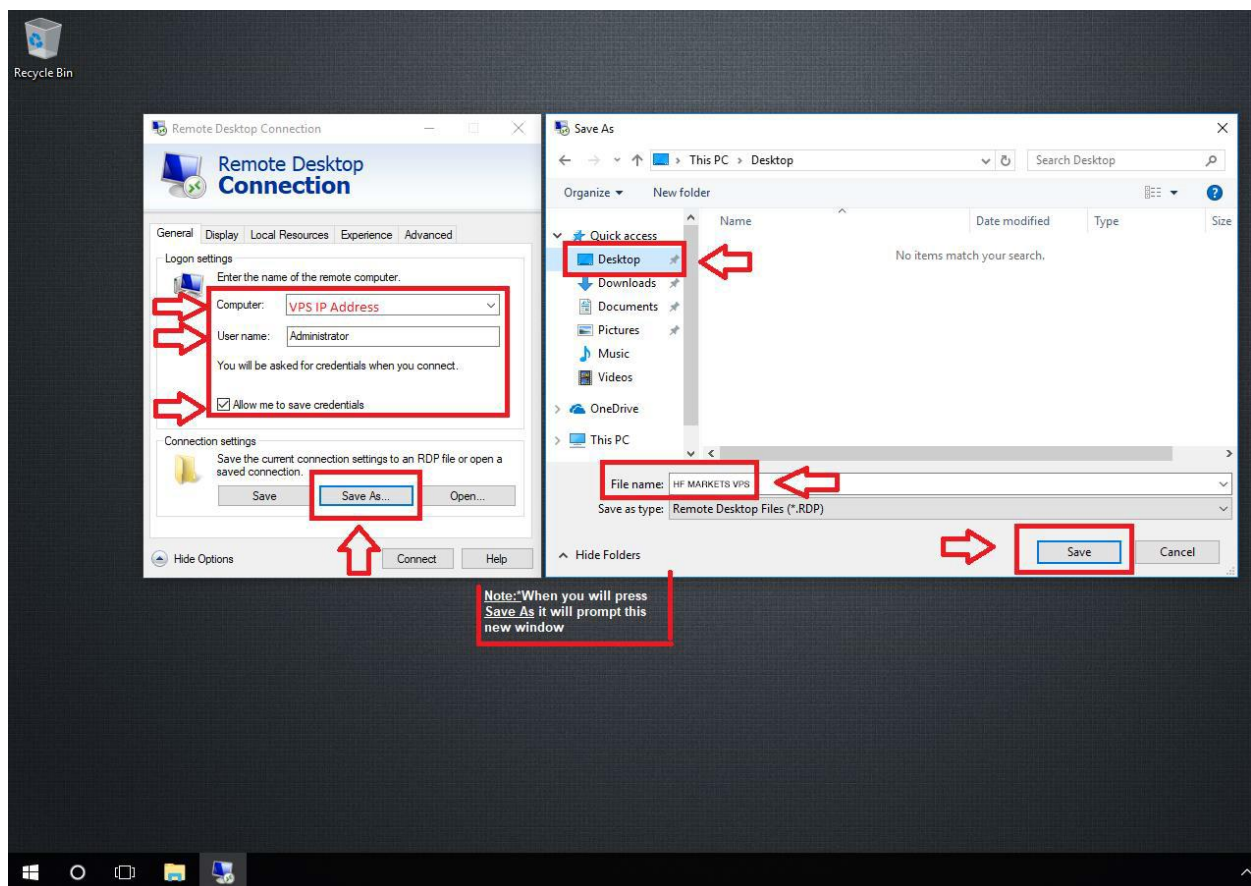 Recycle Bin
Remote Desktop Connection
Remote Desktop
Connection
General Display Local Resources Experience Advanced
Logon settings
Enter the name of the remote computer.
Computer: VPS IP Address
User name: Administrator
You will be asked for credentials when you connect.
Allow me to save credentials
Connection settings
Save the current connection settings to an RDP file or open a
saved connection.
Save Save As... Open...
Hide Options Connect Help
Save As
This PC > Desktop Search Desktop
Organize New folder
Name Date modified Type Size
No items match your search.
Quick access
Desktop
Downloads
Documents
Pictures
Music
Videos
OneDrive
This PC
File name: HF MARKETS VPS
Save as type: Remote Desktop Files (*.RDP)
Hide Folders Save Cancel
Note:*When you will press
Save As it will prompt this
new window